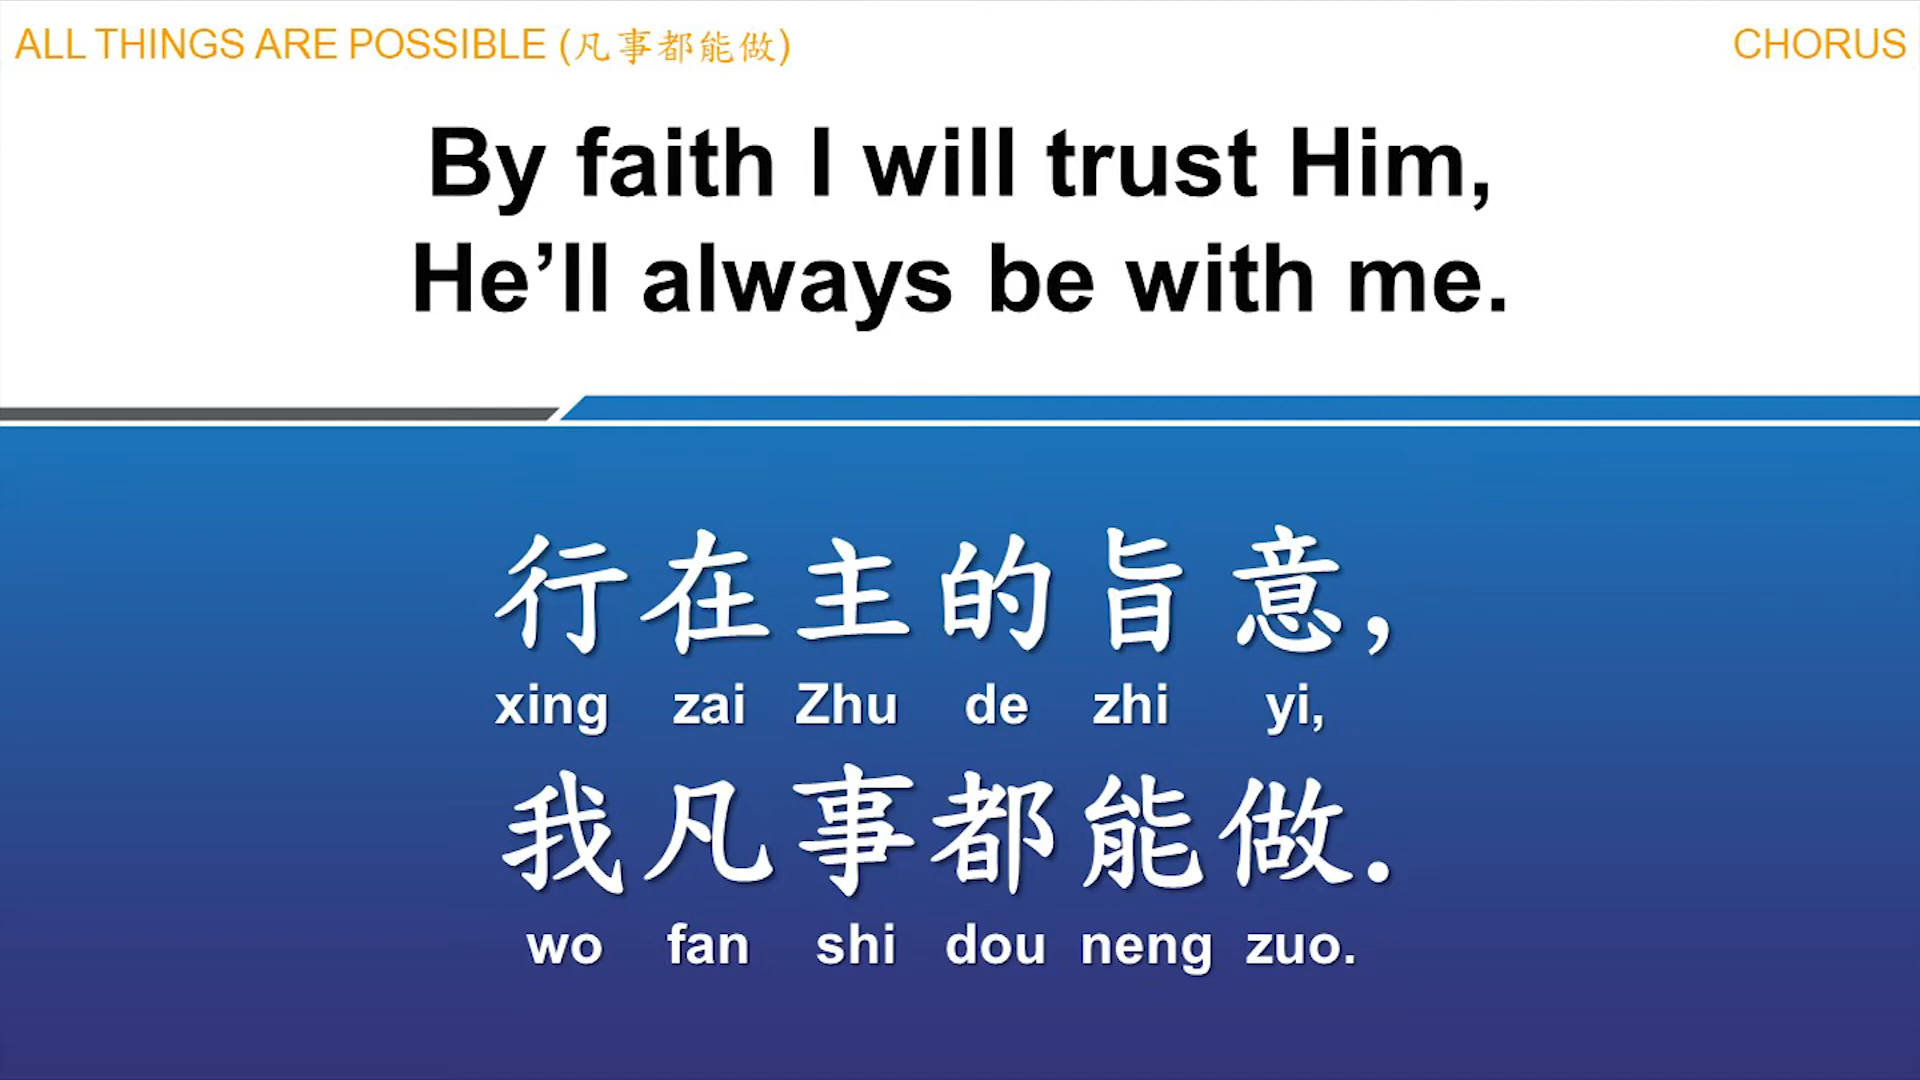 ALL THINGS ARE POSSIBLE (凡事都能做)
CHORUS
By faith I will trust Him,
He’ll always be with me.
行在主的旨意,
xing zai Zhu de zhi yi,
我凡事都能做.
wo fan shi dou neng zuo.